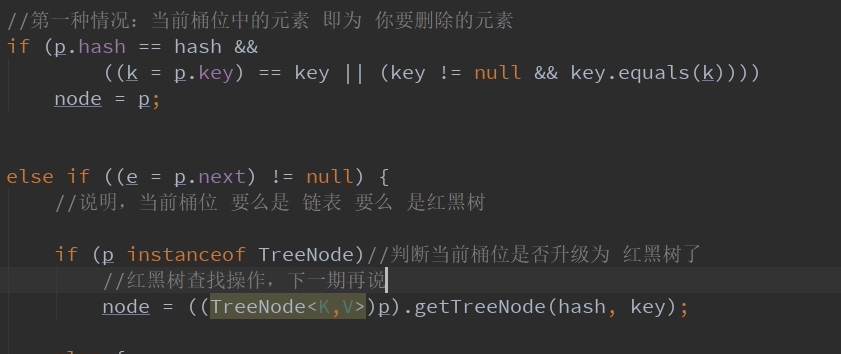 //第一种情况：当前桶位中的元素 即为 你要删除的元素
if (p.hash == hash &&
((k = p.key) == key || (key != null && key.equals(k))))
node = p;
else if ((e = p.next) != null) {
//说明，当前桶位 要么是 链表 要么 是红黑树
if (p instanceof TreeNode)//判断当前桶位是否升级为 红黑树了
//红黑树查找操作，下一期再说
node = ((TreeNode<K,V>)p).getTreeNode(hash, key);